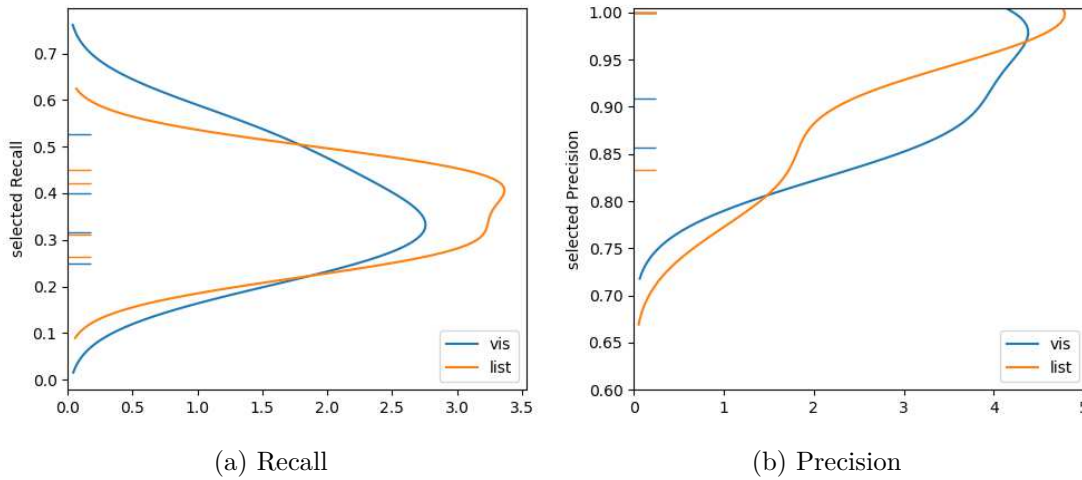 selected Recall
0.7
0.6
0.5
0.4
0.3
0.2
0.1
0.0
0.0 0.5 1.0 1.5 2.0 2.5 3.0 3.5
vis
list
(a) Recall
selected Precision
1.00
0.95
0.90
0.85
0.80
0.75
0.70
0.65
0.60
0 1 2 3 4 5
vis
list
(b) Precision